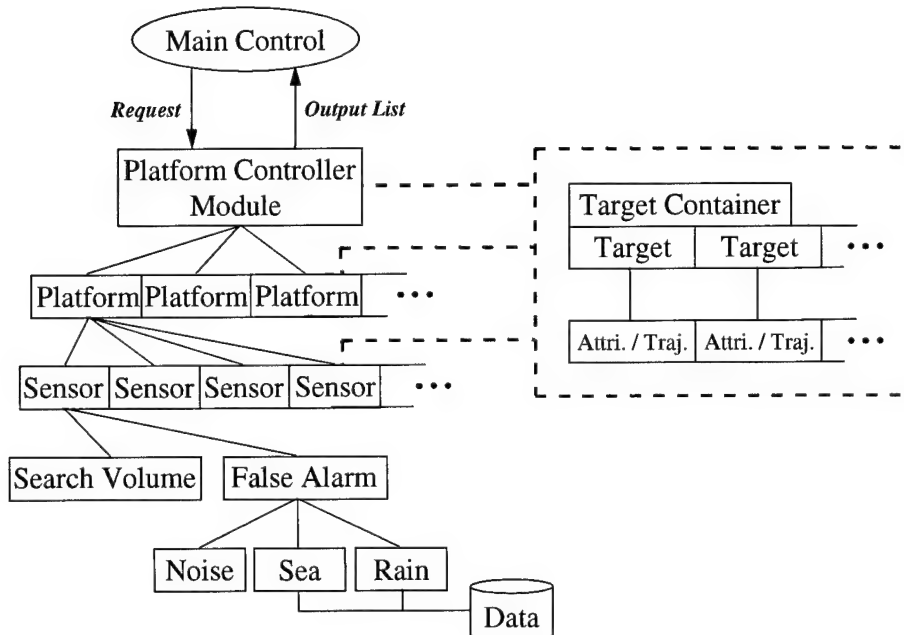 Main Control
Request
Output List
Platform Controller
Module
Target Container
Target Target •••
Platform Platform Platform •••
Attri. / Traj. Attri. / Traj. •••
Sensor Sensor Sensor Sensor •••
Search Volume
False Alarm
Noise
Sea
Rain
Data